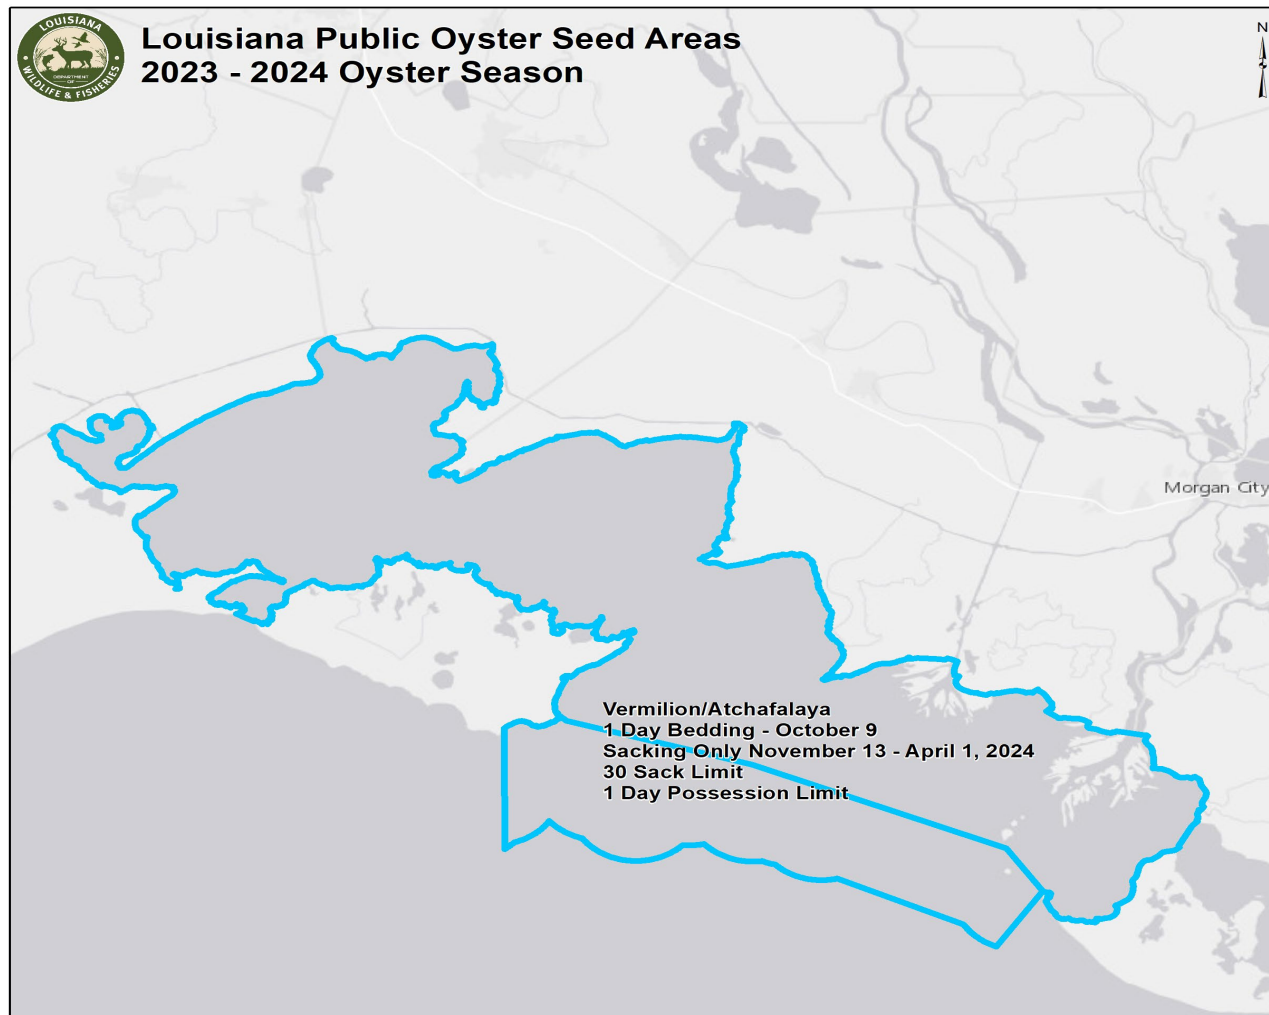 LOUISIANA
DEPARTMENT
OF
WILDLIFE & FISHERIES
Louisiana Public Oyster Seed Areas
2023 - 2024 Oyster Season
N
Morgan City
Vermilion/Atchafalaya
1 Day Bedding - October 9
Sacking Only November 13 - April 1, 2024
30 Sack Limit
1 Day Possession Limit